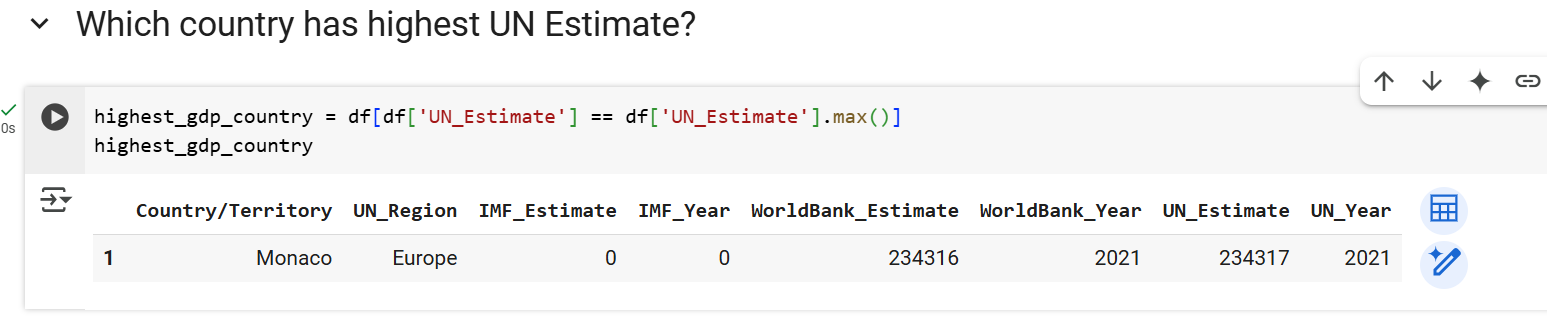 Which country has highest UN Estimate?
0s
highest_gdp_country = df[df['UN_Estimate'] == df['UN_Estimate'].max()]
highest_gdp_country
Country/Territory UN_Region IMF_Estimate IMF_Year WorldBank_Estimate WorldBank_Year UN_Estimate UN_Year
1 Monaco Europe 0 0 234316 2021 234317 2021